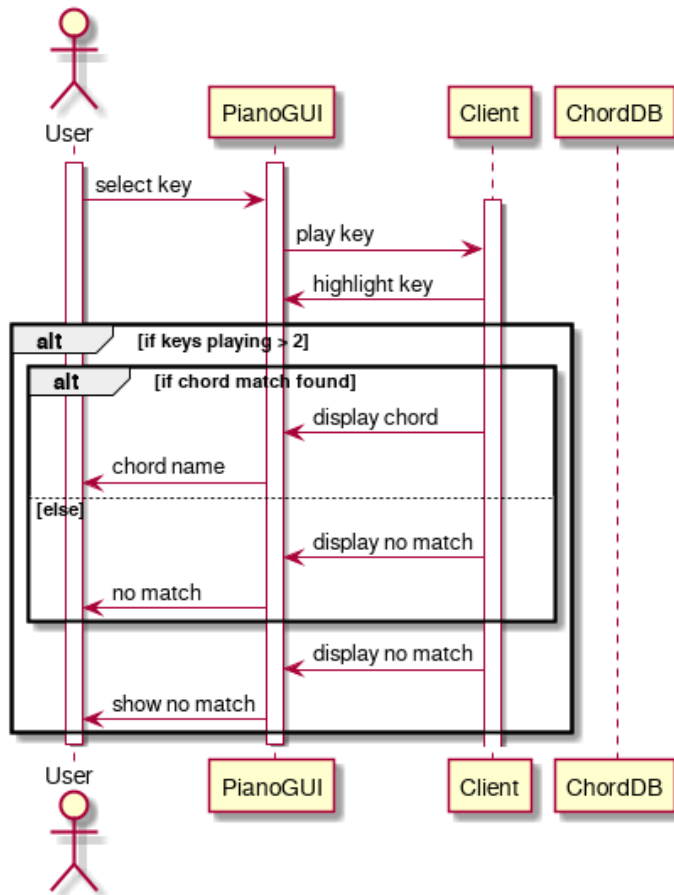 User
PianoGUI
Client
ChordDB
select key
play key
highlight key
alt [if keys playing > 2]
alt [if chord match found]
display chord
chord name
[else]
display no match
no match
display no match
show no match
User
PianoGUI
Client
ChordDB